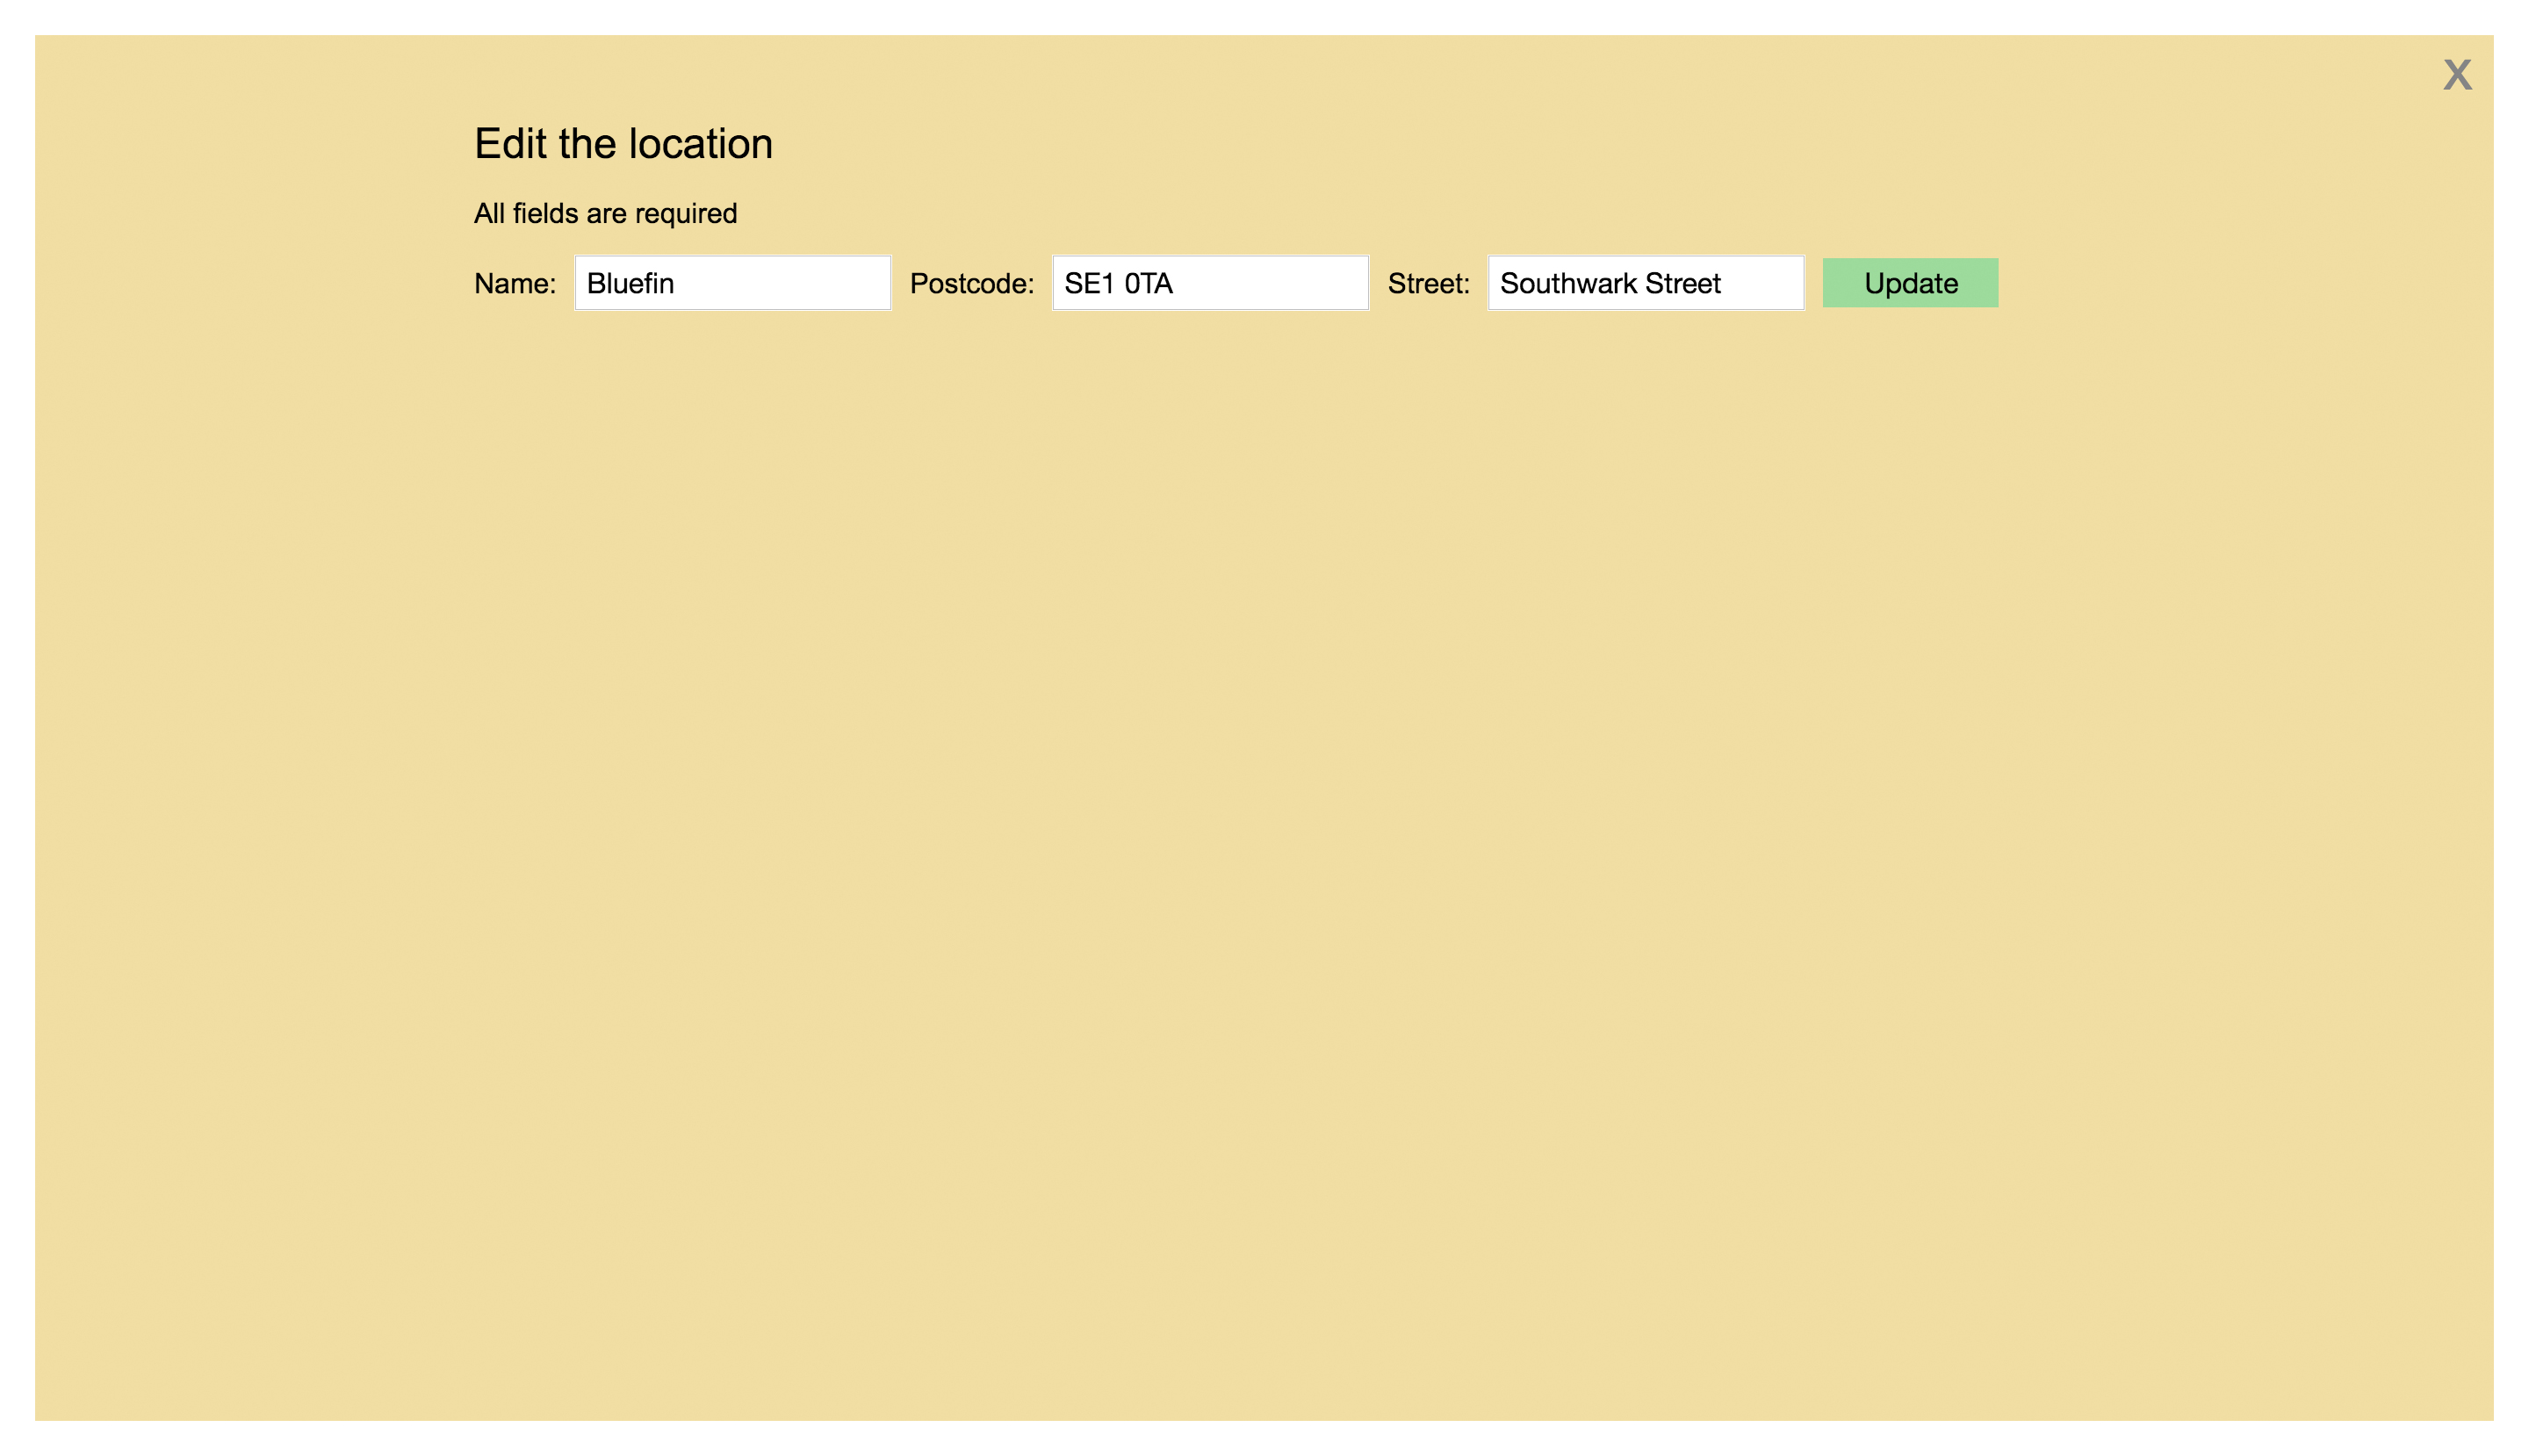 X
Edit the location
All fields are required
Name: Bluefin Postcode: SE1 0TA Street: Southwark Street Update